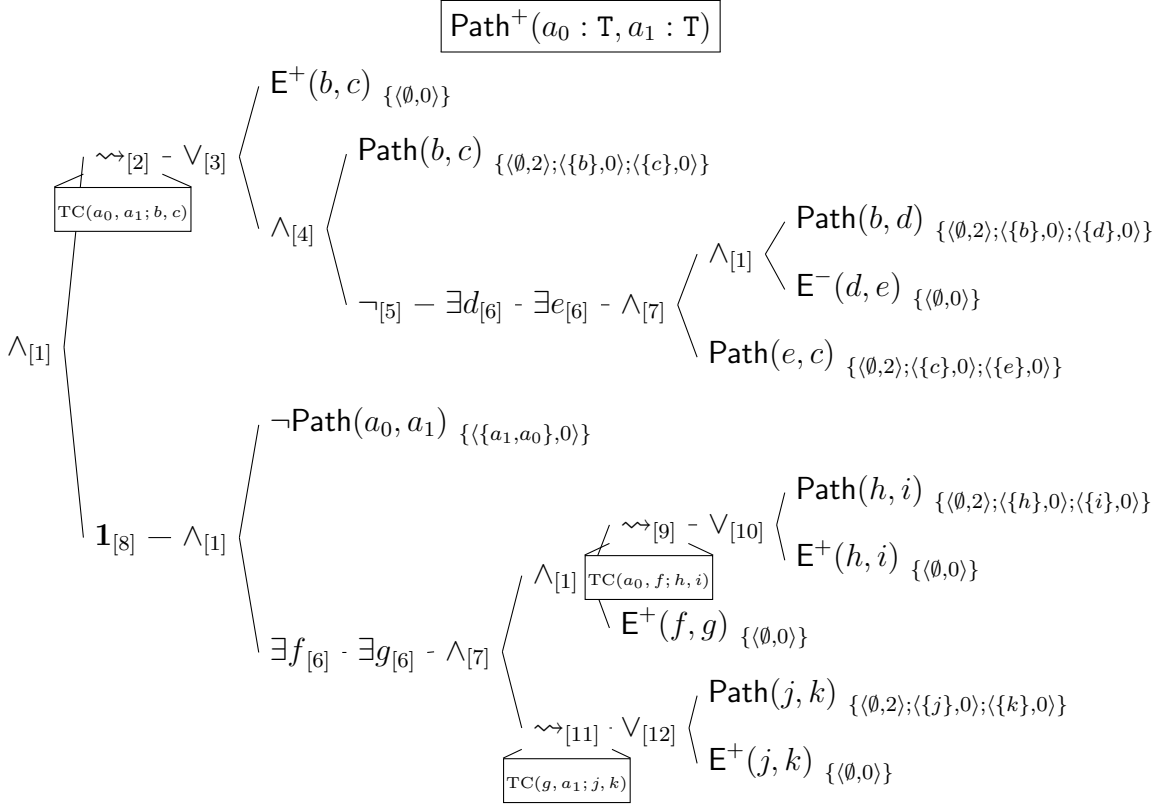 Path⁺(a₀ : T, a₁ : T)
E⁺(b, c) {⟨∅,0⟩}
⇝[2] - ∨[3]
TC(a₀, a₁; b, c)
Path(b, c) {⟨∅,2⟩;⟨{b},0⟩;⟨{c},0⟩}
∧[4]
Path(b, d) {⟨∅,2⟩;⟨{b},0⟩;⟨{d},0⟩}
∧[1]
E⁻(d, e) {⟨∅,0⟩}
¬[5] − ∃d[6] - ∃e[6] - ∧[7]
Path(e, c) {⟨∅,2⟩;⟨{c},0⟩;⟨{e},0⟩}
∧[1]
¬Path(a₀, a₁) {⟨{a₁,a₀},0⟩}
𝟏[8] − ∧[1]
Path(h, i) {⟨∅,2⟩;⟨{h},0⟩;⟨{i},0⟩}
⇝[9] - ∨[10]
E⁺(h, i) {⟨∅,0⟩}
∧[1]
TC(a₀, f; h, i)
E⁺(f, g) {⟨∅,0⟩}
∃f[6] - ∃g[6] - ∧[7]
Path(j, k) {⟨∅,2⟩;⟨{j},0⟩;⟨{k},0⟩}
⇝[11] - ∨[12]
E⁺(j, k) {⟨∅,0⟩}
TC(g, a₁; j, k)